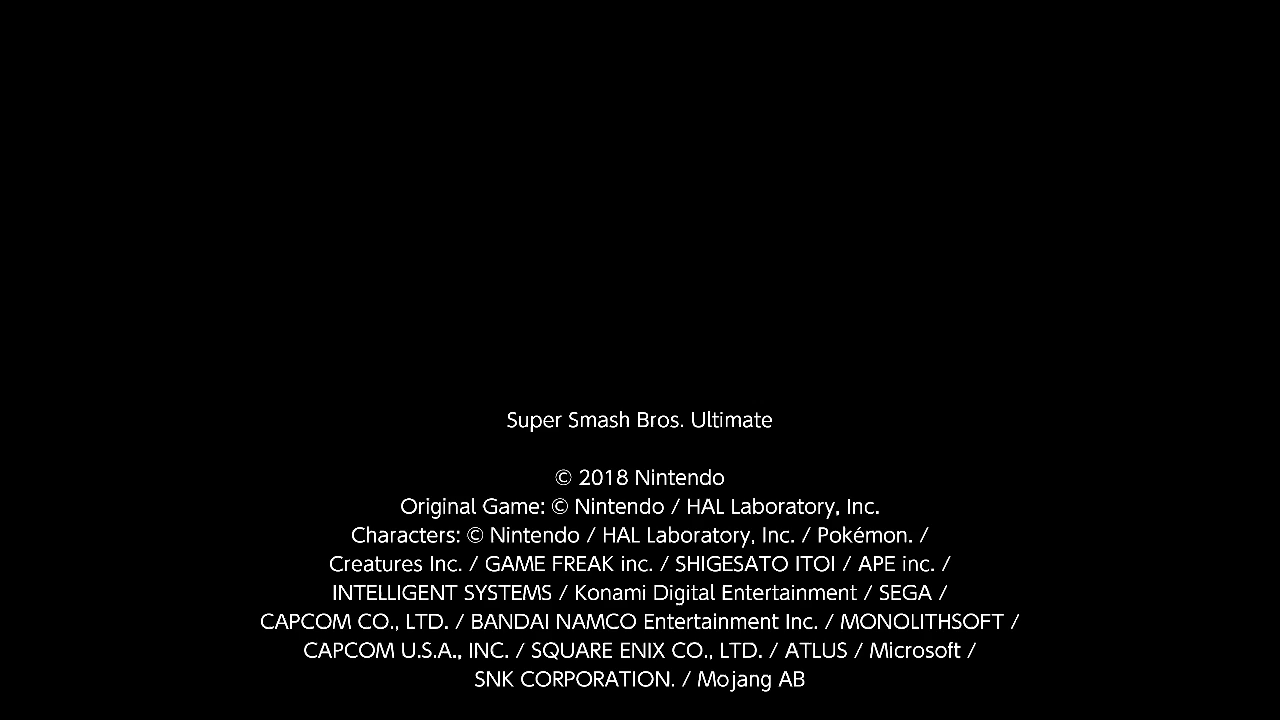 Super Smash Bros. Ultimate
© 2018 Nintendo
Original Game: © Nintendo / HAL Laboratory, Inc.
Characters: © Nintendo / HAL Laboratory, Inc. / Pokémon. /
Creatures Inc. / GAME FREAK inc. / SHIGESATO ITOI / APE inc. /
INTELLIGENT SYSTEMS / Konami Digital Entertainment / SEGA /
CAPCOM CO., LTD. / BANDAI NAMCO Entertainment Inc. / MONOLITHSOFT /
CAPCOM U.S.A., INC. / SQUARE ENIX CO., LTD. / ATLUS / Microsoft /
SNK CORPORATION. / Mojang AB